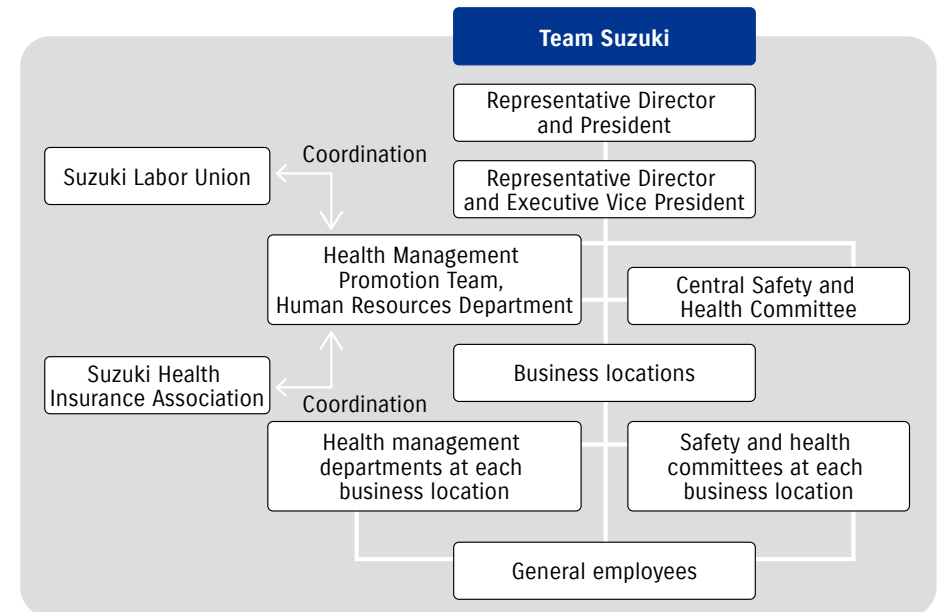 Team Suzuki
Representative Director
and President
Coordination
Suzuki Labor Union
Representative Director
and Executive Vice President
Health Management
Promotion Team,
Human Resources Department
Central Safety and
Health Committee
Suzuki Health
Insurance Association
Business locations
Coordination
Health management
departments at each
business location
Safety and health
committees at each
business location
General employees